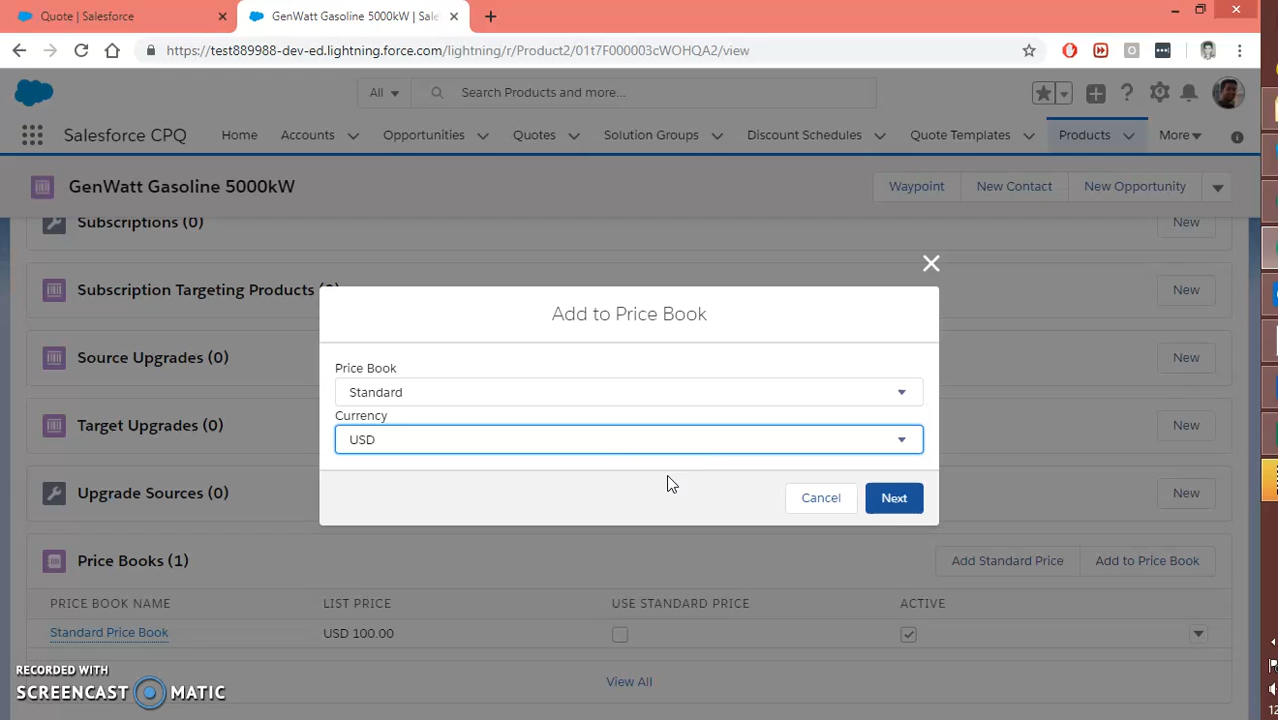 Quote | Salesforce
GenWatt Gasoline 5000kW | Sale
https://test889988-dev-ed.lightning.force.com/lightning/r/Product2/01t7F000003cWOHQA2/view
All
Search Products and more...
Salesforce CPQ
Home
Accounts
Opportunities
Quotes
Solution Groups
Discount Schedules
Quote Templates
Products
More
GenWatt Gasoline 5000kW
Waypoint
New Contact
New Opportunity
Subscriptions (0)
New
Subscription Targeting Products
New
Source Upgrades (0)
New
Target Upgrades (0)
New
Upgrade Sources (0)
New
Add to Price Book
Price Book
Standard
Currency
USD
Cancel
Next
Price Books (1)
Add Standard Price
Add to Price Book
PRICE BOOK NAME
LIST PRICE
USE STANDARD PRICE
ACTIVE
Standard Price Book
USD 100.00
View All
RECORDED WITH
SCREENCAST MATIC